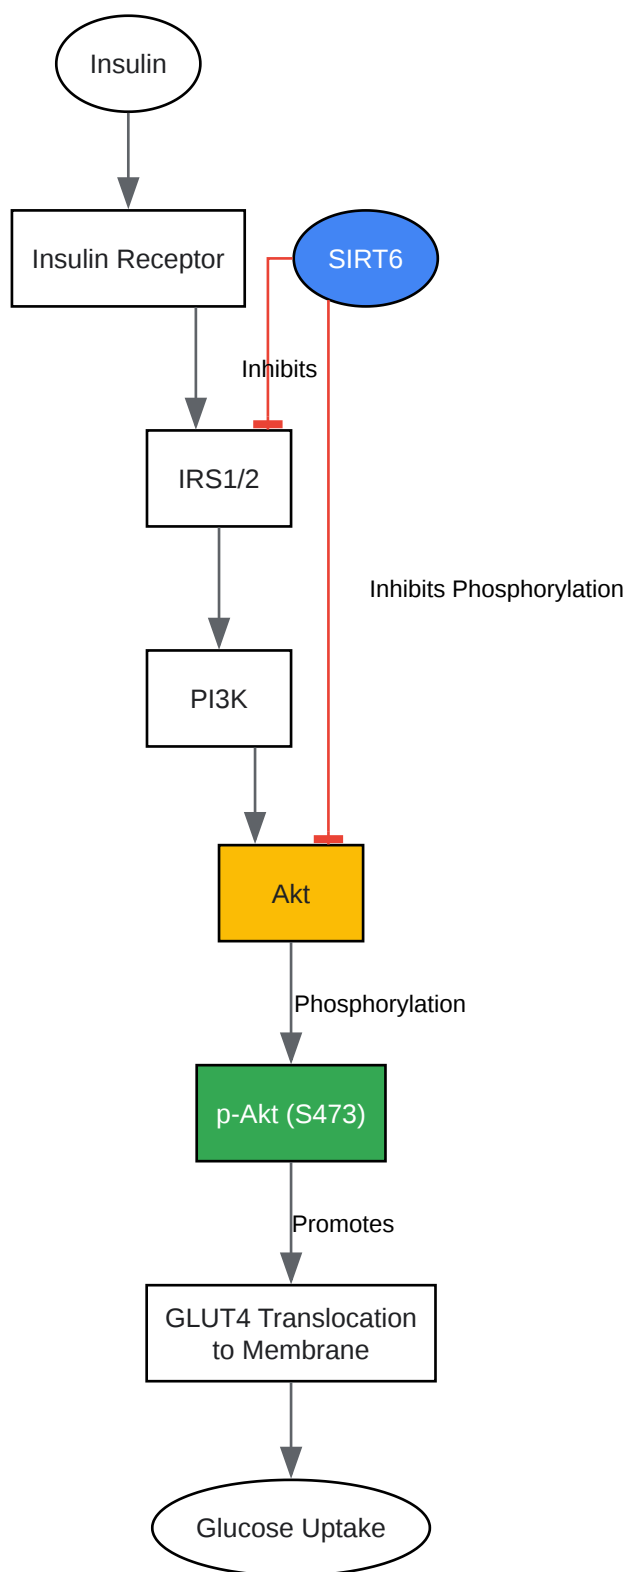 Insulin
Insulin Receptor
SIRT6
Inhibits
IRS1/2
Inhibits Phosphorylation
PI3K
Akt
Phosphorylation
p-Akt (S473)
Promotes
GLUT4 Translocation
to Membrane
Glucose Uptake